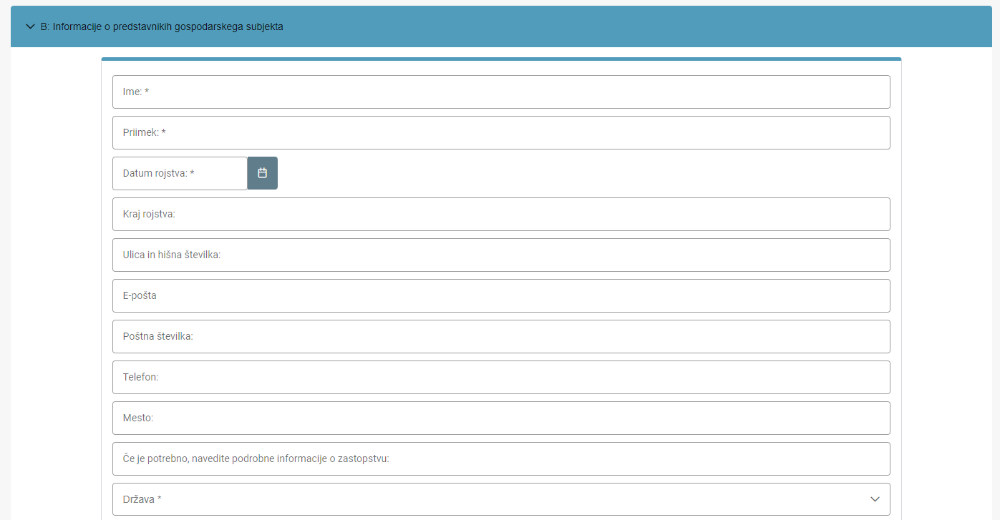 B: Informacije o predstavnikih gospodarskega subjekta
Ime: *
Priimek: *
Datum rojstva: *
Kraj rojstva:
Ulica in hišna številka:
E-pošta
Poštna številka:
Telefon:
Mesto:
Če je potrebno, navedite podrobne informacije o zastopstvu:
Država *